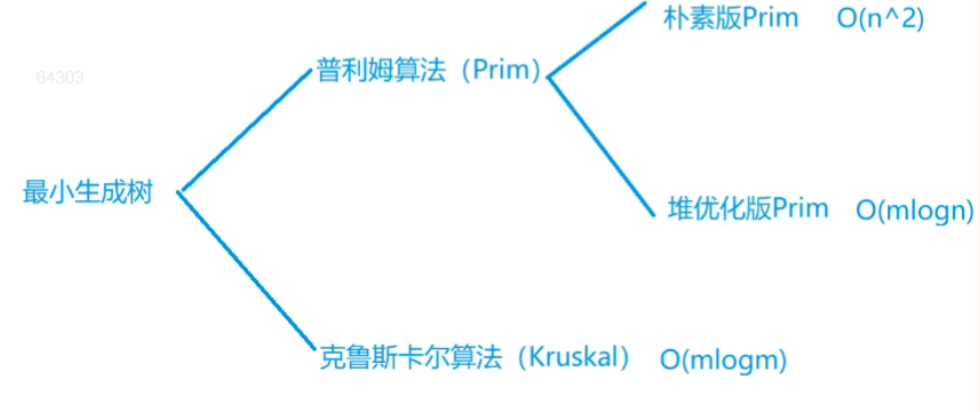 朴素版Prim O(n^2)
普利姆算法（Prim）
64303
最小生成树
堆优化版Prim O(mlogn)
克鲁斯卡尔算法（Kruskal） O(mlogm)